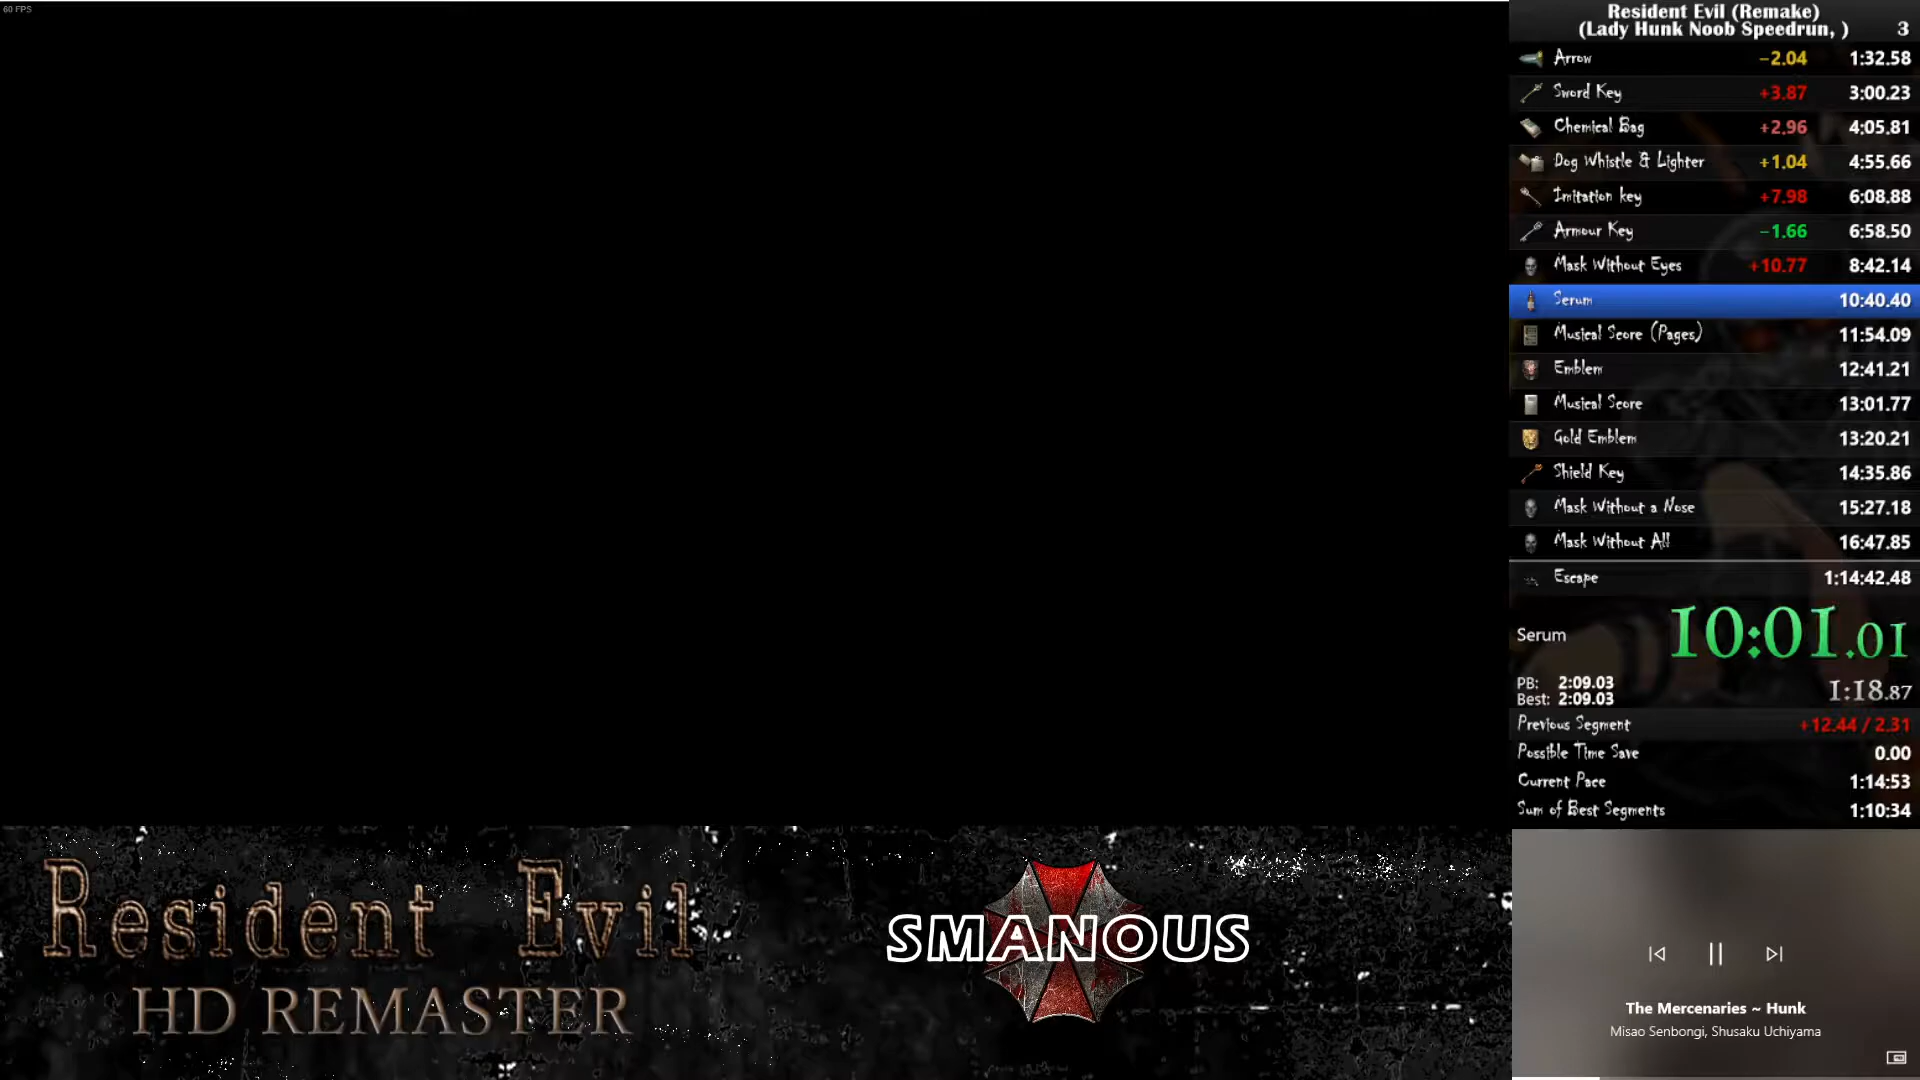 60 FPS
Resident Evil (Remake)
(Lady Hunk Noob Speedrun, ) 3
Arrow −2.04 1:32.58
Sword Key +3.87 3:00.23
Chemical Bag +2.96 4:05.81
Dog Whistle & Lighter +1.04 4:55.66
Imitation key +7.98 6:08.88
Armour Key −1.66 6:58.50
Mask Without Eyes +10.77 8:42.14
Serum 10:40.40
Musical Score (Pages) 11:54.09
Emblem 12:41.21
Musical Score 13:01.77
Gold Emblem 13:20.21
Shield Key 14:35.86
Mask Without a Nose 15:27.18
Mask Without All 16:47.85
Escape 1:14:42.48
Serum 10:01.01
PB: 2:09.03
Best: 2:09.03 1:18.87
Previous Segment +12.44 / 2.31
Possible Time Save 0.00
Current Pace 1:14:53
Sum of Best Segments 1:10:34
Resident Evil
HD REMASTER
SMANOUS
The Mercenaries ~ Hunk
Misao Senbongi, Shusaku Uchiyama